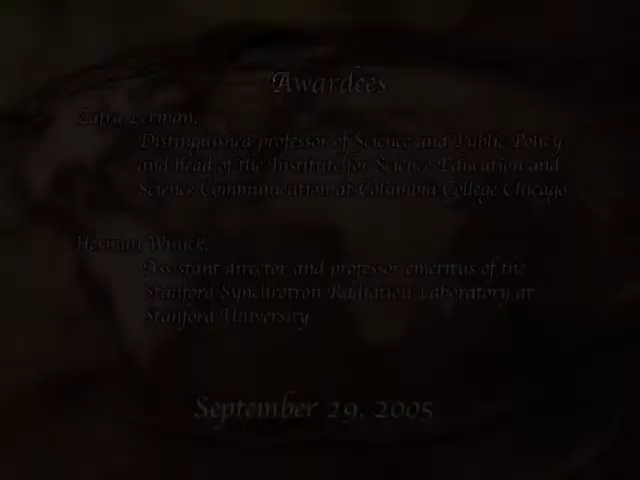 Awardees
Zafra Lerman,
Distinguished professor of Science and Public Policy
and head of the Institute for Science Education and
Science Communication at Columbia College Chicago
Herman Winick,
Assistant director and professor emeritus of the
Stanford Synchrotron Radiation Laboratory at
Stanford University
September 29, 2005